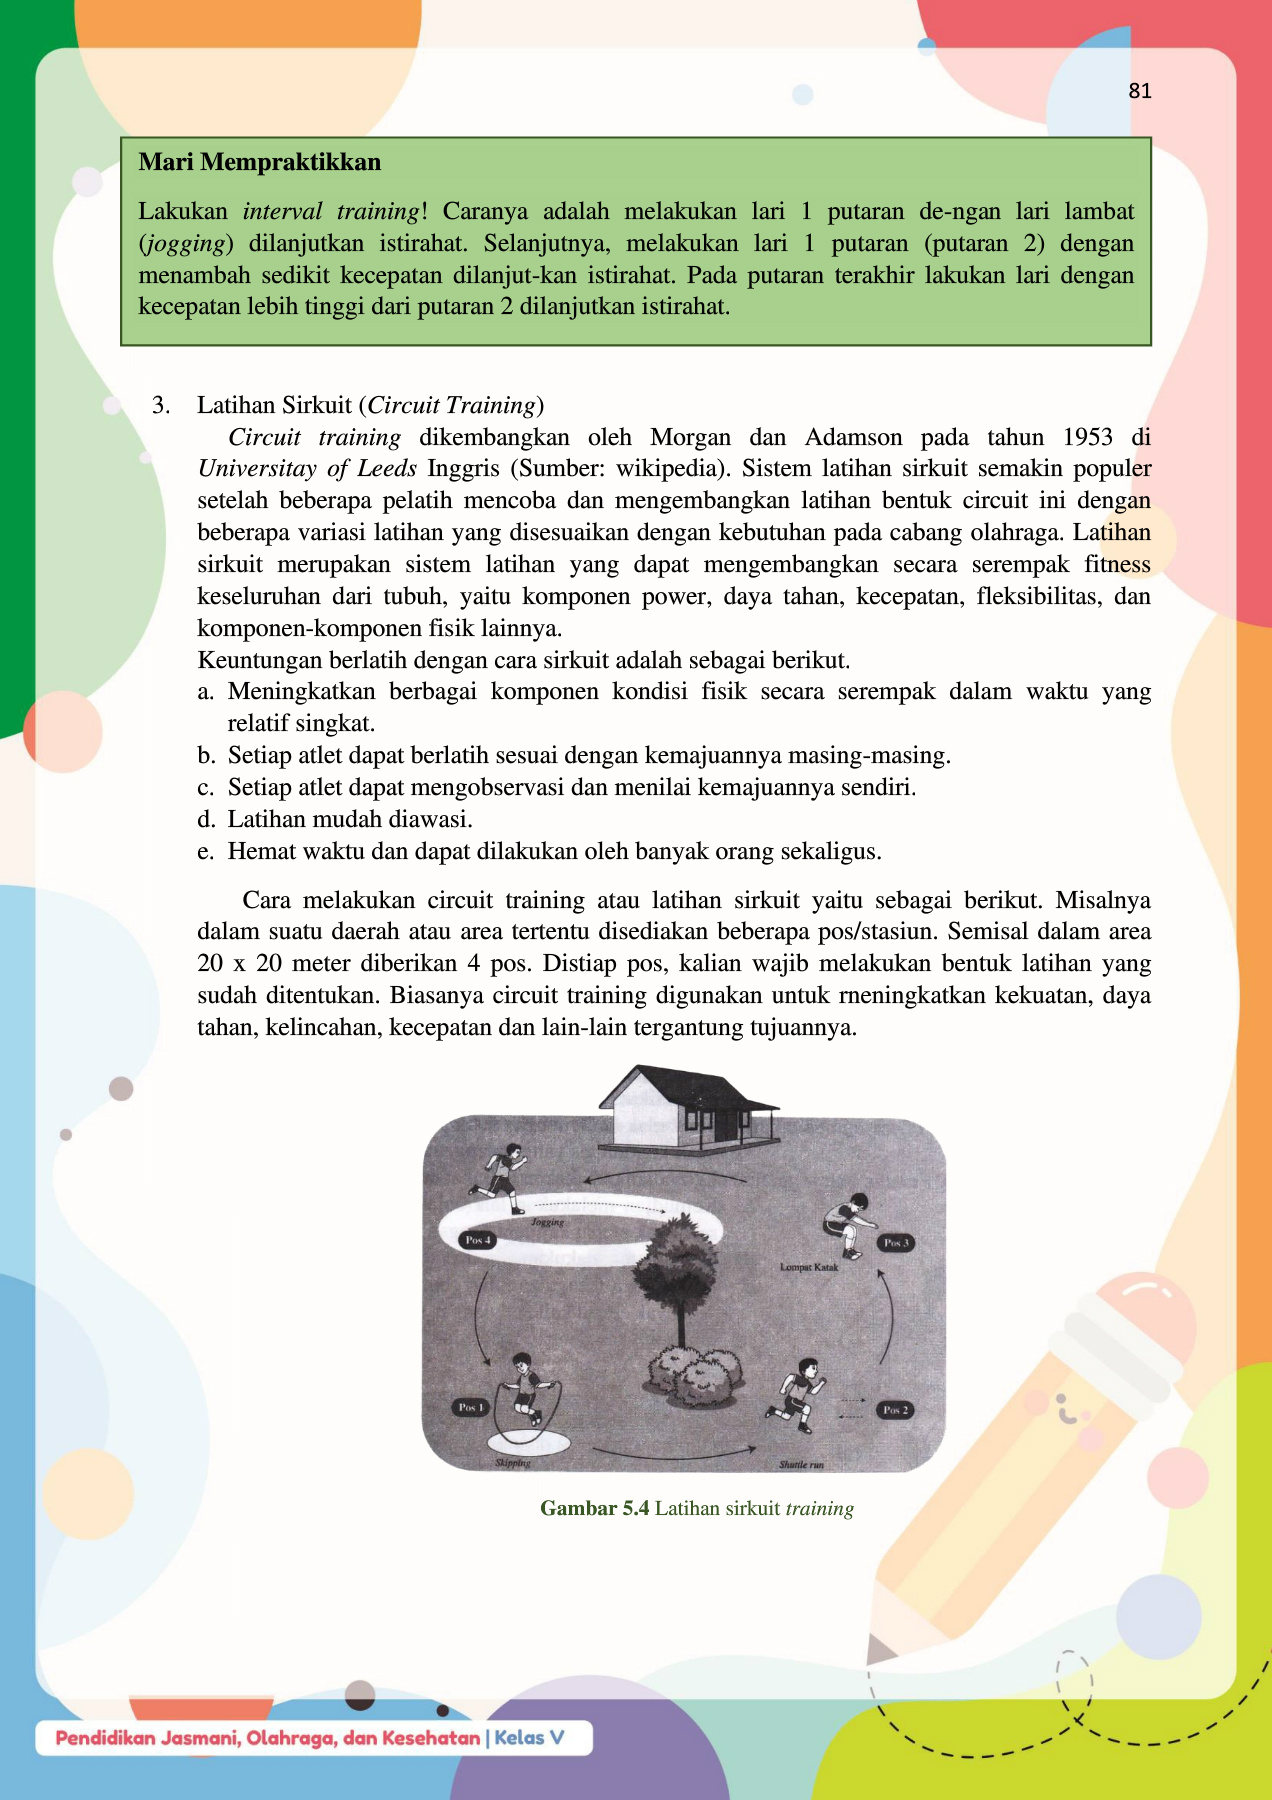 81
Mari Mempraktikkan
Lakukan interval training! Caranya adalah melakukan lari 1 putaran de-ngan lari lambat
(jogging) dilanjutkan istirahat. Selanjutnya, melakukan lari 1 putaran (putaran 2) dengan
menambah sedikit kecepatan dilanjut-kan istirahat. Pada putaran terakhir lakukan lari dengan
kecepatan lebih tinggi dari putaran 2 dilanjutkan istirahat.
3. Latihan Sirkuit (Circuit Training)
Circuit training dikembangkan oleh Morgan dan Adamson pada tahun 1953 di
Universitay of Leeds Inggris (Sumber: wikipedia). Sistem latihan sirkuit semakin populer
setelah beberapa pelatih mencoba dan mengembangkan latihan bentuk circuit ini dengan
beberapa variasi latihan yang disesuaikan dengan kebutuhan pada cabang olahraga. Latihan
sirkuit merupakan sistem latihan yang dapat mengembangkan secara serempak fitness
keseluruhan dari tubuh, yaitu komponen power, daya tahan, kecepatan, fleksibilitas, dan
komponen-komponen fisik lainnya.
Keuntungan berlatih dengan cara sirkuit adalah sebagai berikut.
a. Meningkatkan berbagai komponen kondisi fisik secara serempak dalam waktu yang
relatif singkat.
b. Setiap atlet dapat berlatih sesuai dengan kemajuannya masing-masing.
c. Setiap atlet dapat mengobservasi dan menilai kemajuannya sendiri.
d. Latihan mudah diawasi.
e. Hemat waktu dan dapat dilakukan oleh banyak orang sekaligus.
Cara melakukan circuit training atau latihan sirkuit yaitu sebagai berikut. Misalnya
dalam suatu daerah atau area tertentu disediakan beberapa pos/stasiun. Semisal dalam area
20 x 20 meter diberikan 4 pos. Distiap pos, kalian wajib melakukan bentuk latihan yang
sudah ditentukan. Biasanya circuit training digunakan untuk rneningkatkan kekuatan, daya
tahan, kelincahan, kecepatan dan lain-lain tergantung tujuannya.
Jogging
Pos 4
Pos 3
Lompat Katak
Pos 1
Pos 2
Skipping
Shuttle run
Gambar 5.4 Latihan sirkuit training
Pendidikan Jasmani, Olahraga, dan Kesehatan | Kelas V